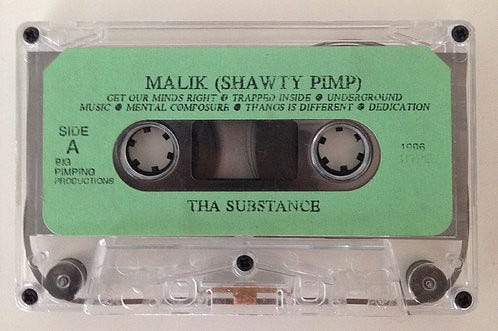 MALIK (SHAWTY PIMP)
GET OUR MINDS RIGHT ● TRAPPED INSIDE ● UNDERGROUND
MUSIC ● MENTAL COMPOSURE ● THANGS IS DIFFERENT ● DEDICATION
SIDE
A
BIG
PIMPING
PRODUCTIONS
1996
THA SUBSTANCE